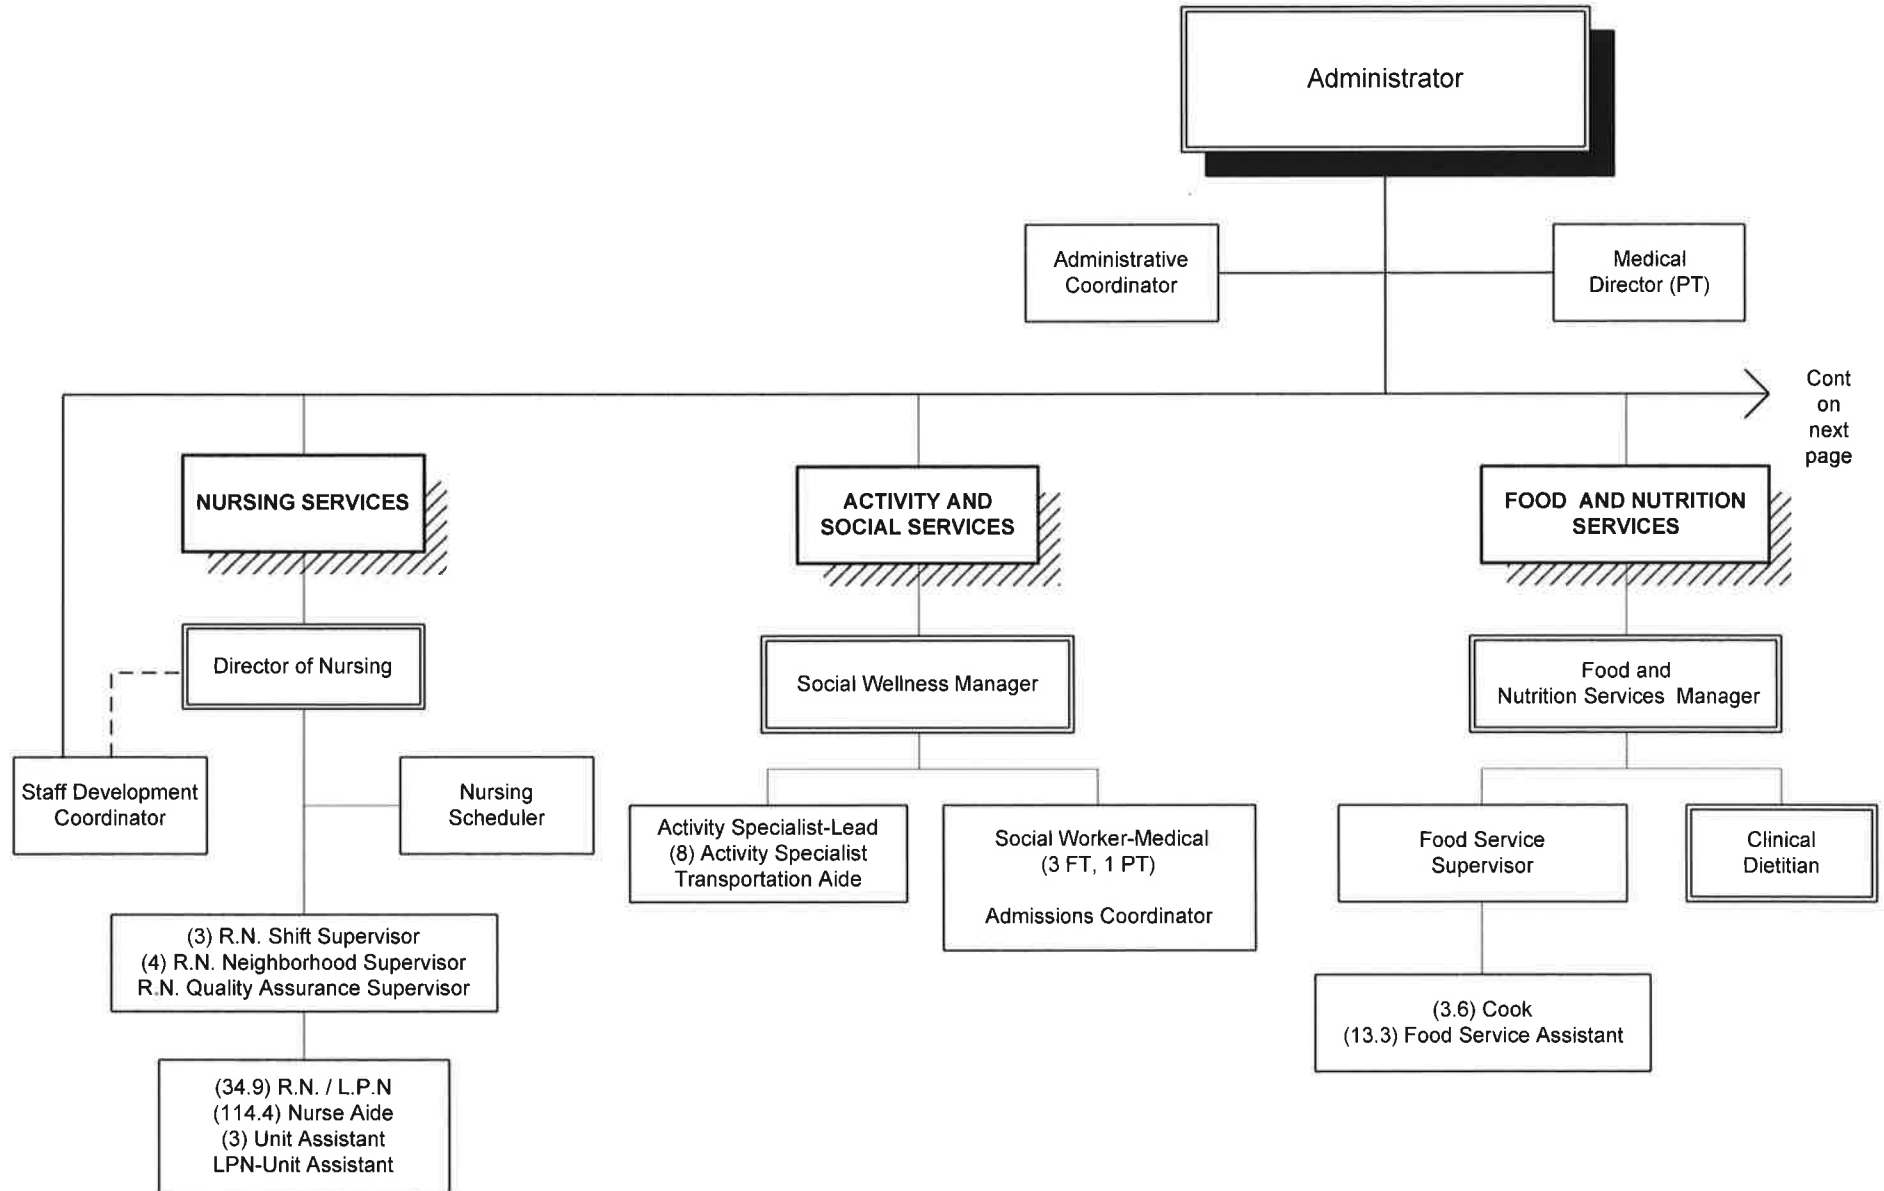 Administrator
Administrative
Coordinator
Medical
Director (PT)
Cont
on
next
page
NURSING SERVICES
ACTIVITY AND
SOCIAL SERVICES
FOOD AND NUTRITION
SERVICES
Director of Nursing
Social Wellness Manager
Food and
Nutrition Services Manager
Staff Development
Coordinator
Nursing
Scheduler
Activity Specialist-Lead
(8) Activity Specialist
Transportation Aide
Social Worker-Medical
(3 FT, 1 PT)
Admissions Coordinator
Food Service
Supervisor
Clinical
Dietitian
(3) R.N. Shift Supervisor
(4) R.N. Neighborhood Supervisor
R.N. Quality Assurance Supervisor
(3.6) Cook
(13.3) Food Service Assistant
(34.9) R.N. / L.P.N
(114.4) Nurse Aide
(3) Unit Assistant
LPN-Unit Assistant